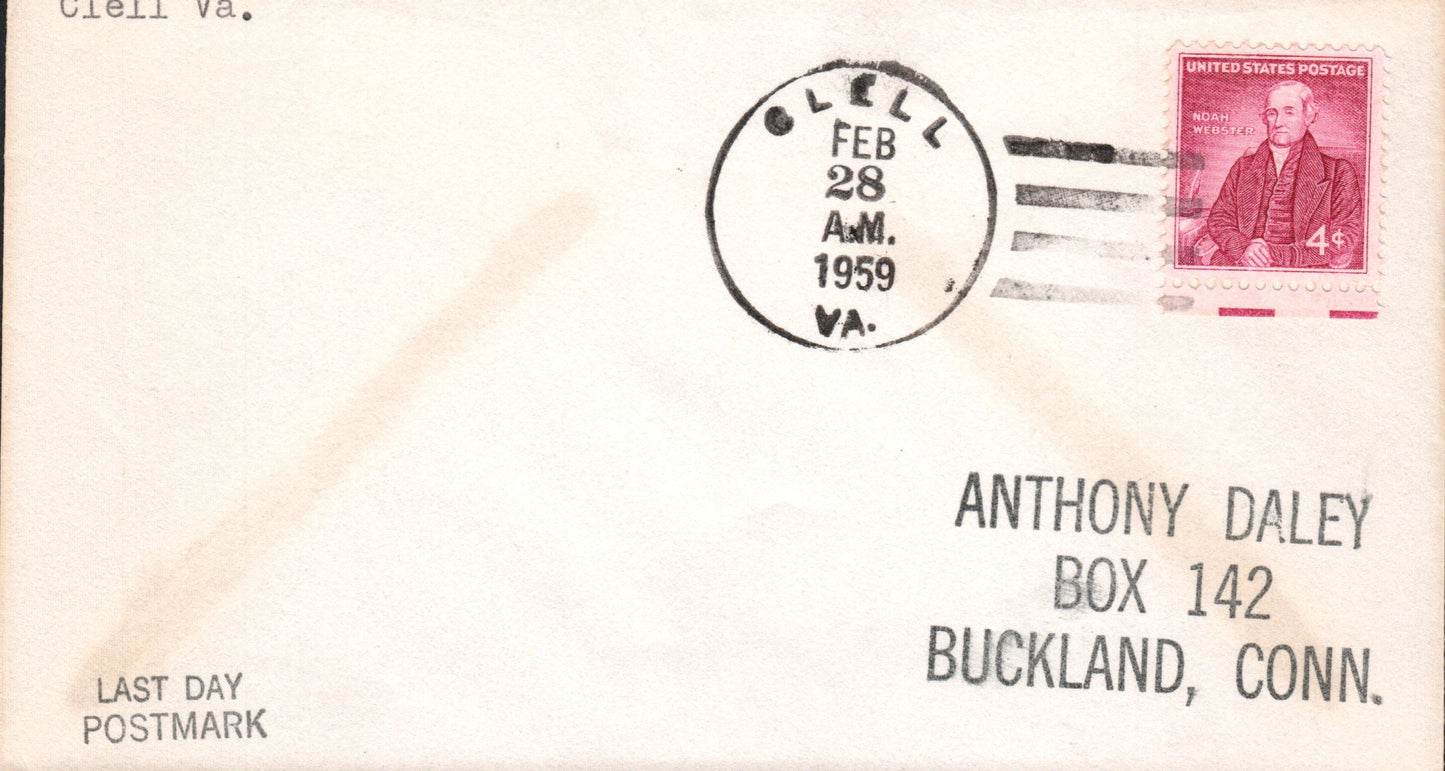 Clell Va.
CLELL
FEB
28
A.M.
1959
VA.
UNITED STATES POSTAGE
NOAH
WEBSTER
4¢
ANTHONY DALEY
BOX 142
BUCKLAND, CONN.
LAST DAY
POSTMARK